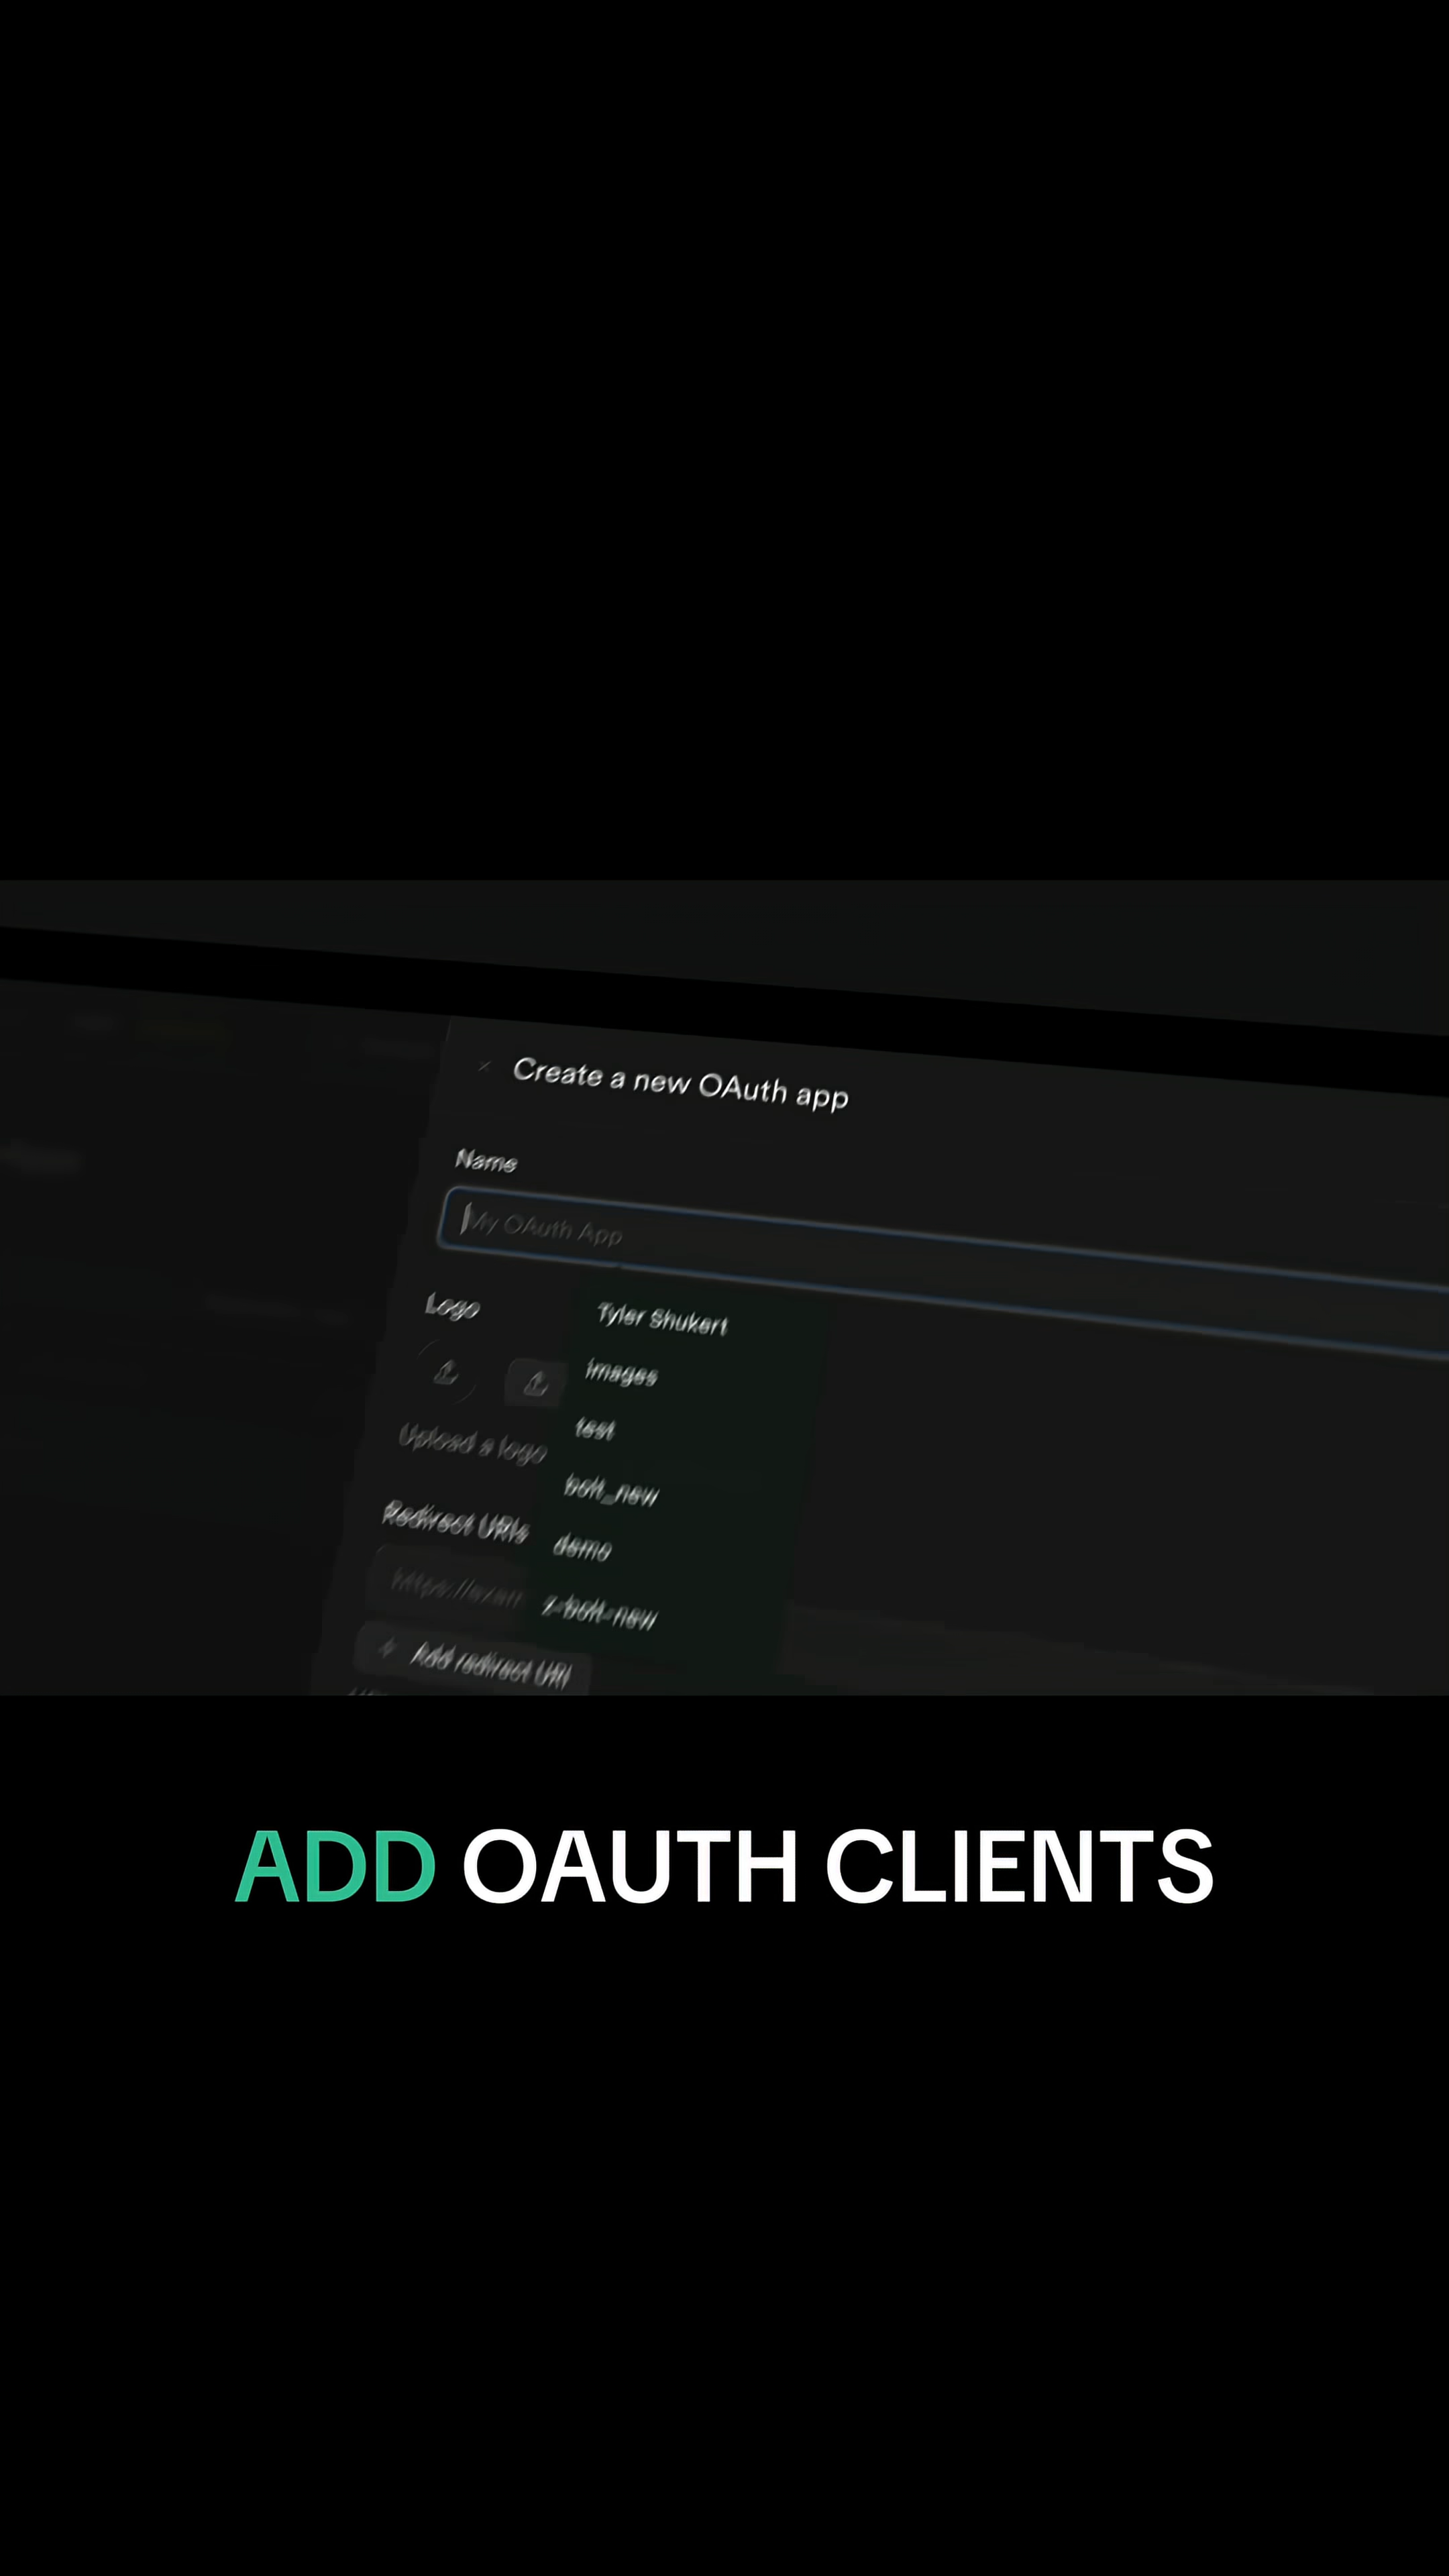 Create a new OAuth app
Name
My OAuth App
Logo
Tyler Shukert
images
test
Upload a logo
bolt_new
Redirect URIs
demo
z-bolt-new
Add redirect URI
ADD OAUTH CLIENTS